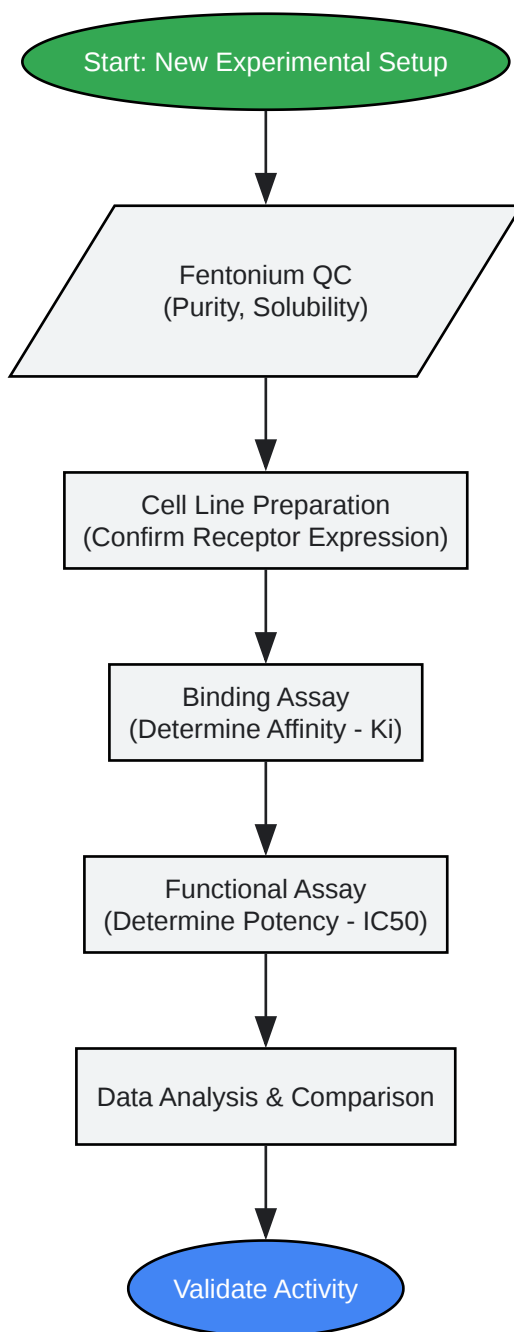 Start: New Experimental Setup
Fentonium QC
(Purity, Solubility)
Cell Line Preparation
(Confirm Receptor Expression)
Binding Assay
(Determine Affinity - Ki)
Functional Assay
(Determine Potency - IC50)
Data Analysis & Comparison
Validate Activity